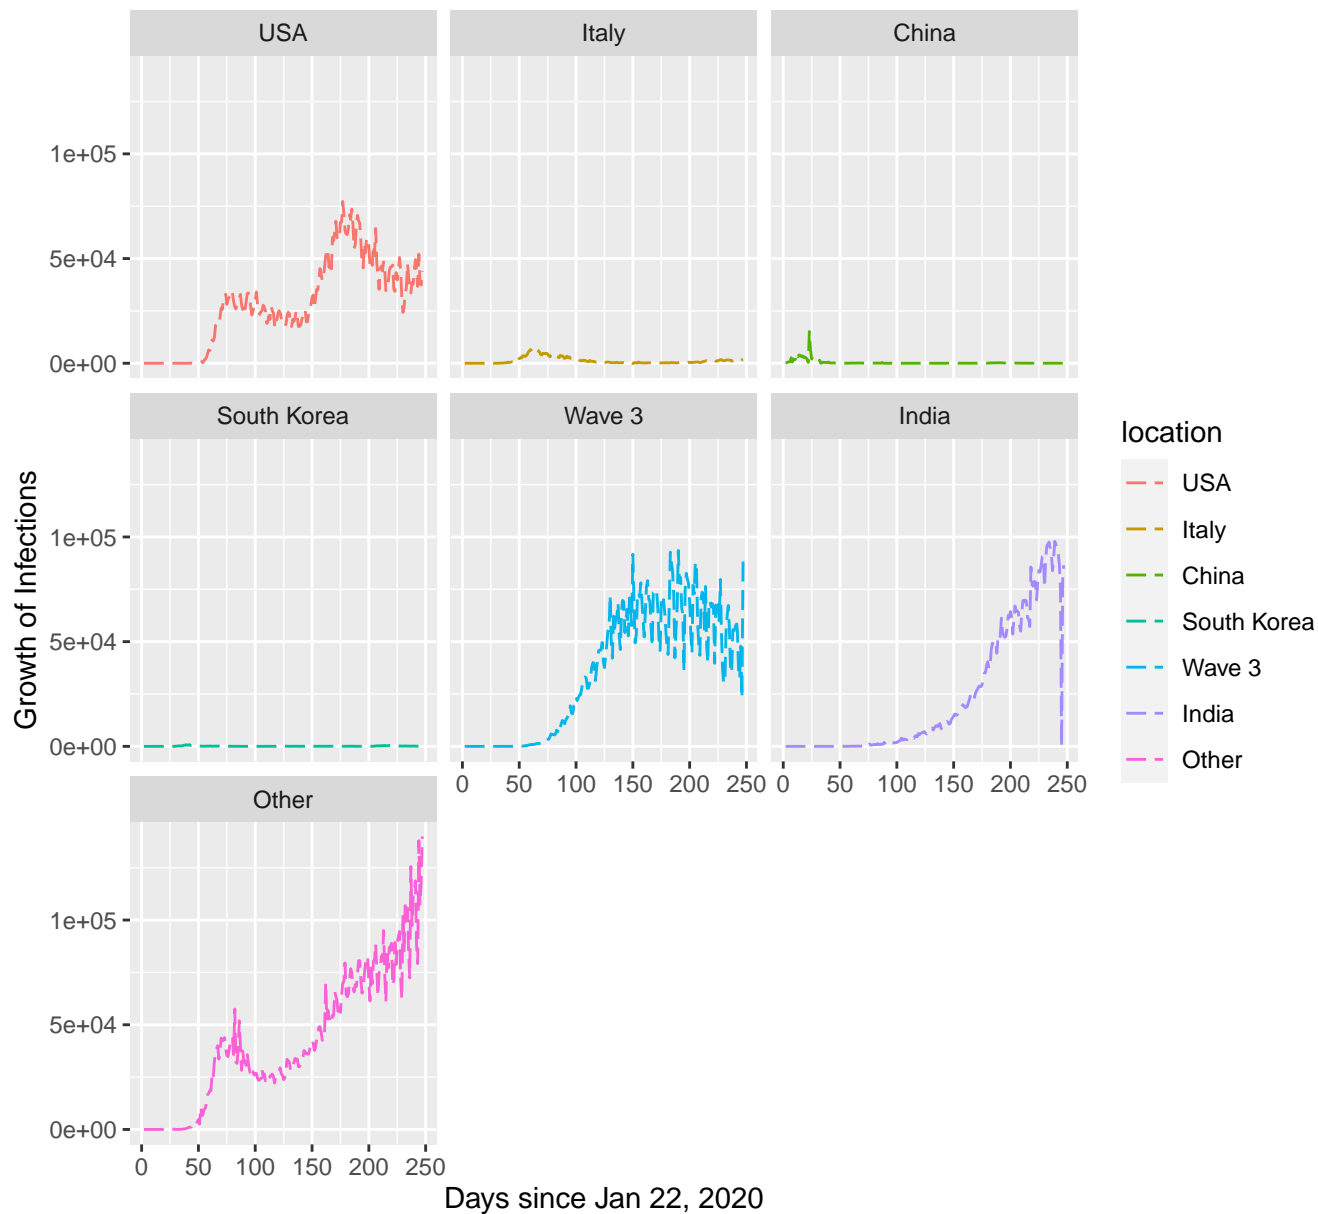 USA
Italy
China
1e+05
5e+04
0e+00
South Korea
Wave 3
India
1e+05
5e+04
0e+00
0 50 100 150 200 250
0 50 100 150 200 250
Other
1e+05
5e+04
0e+00
0 50 100 150 200 250
Growth of Infections
Days since Jan 22, 2020
location
USA
Italy
China
South Korea
Wave 3
India
Other